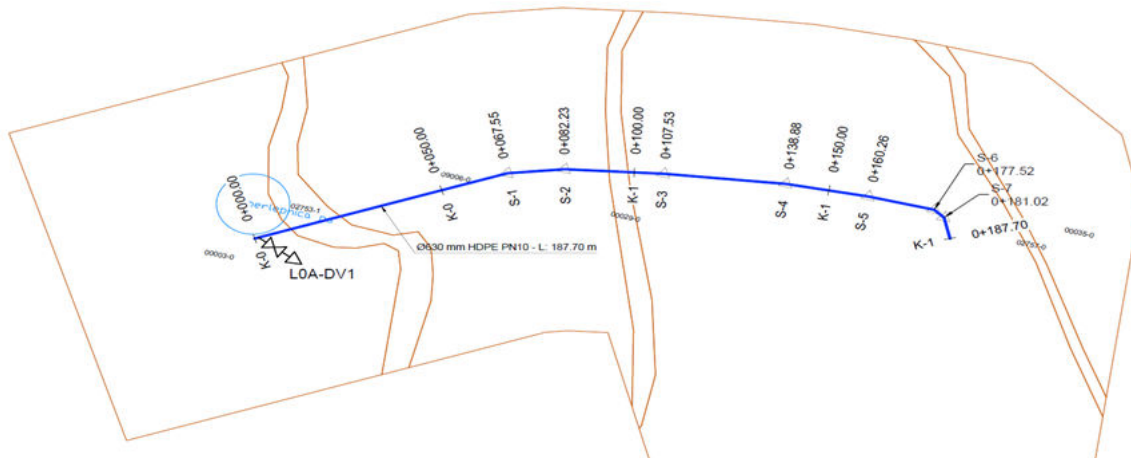 0+000.00
02753-1
00003-0
K-0
L0A-DV1
0+050.00
09006-0
K-0
Ø630 mm HDPE PN10 - L: 187.70 m
0+067.55
S-1
0+082.23
S-2
0+100.00
K-1
00029-0
0+107.53
S-3
0+138.88
S-4
0+150.00
K-1
0+160.26
S-5
S-6
0+177.52
S-7
0+181.02
K-1
0+187.70
00035-0